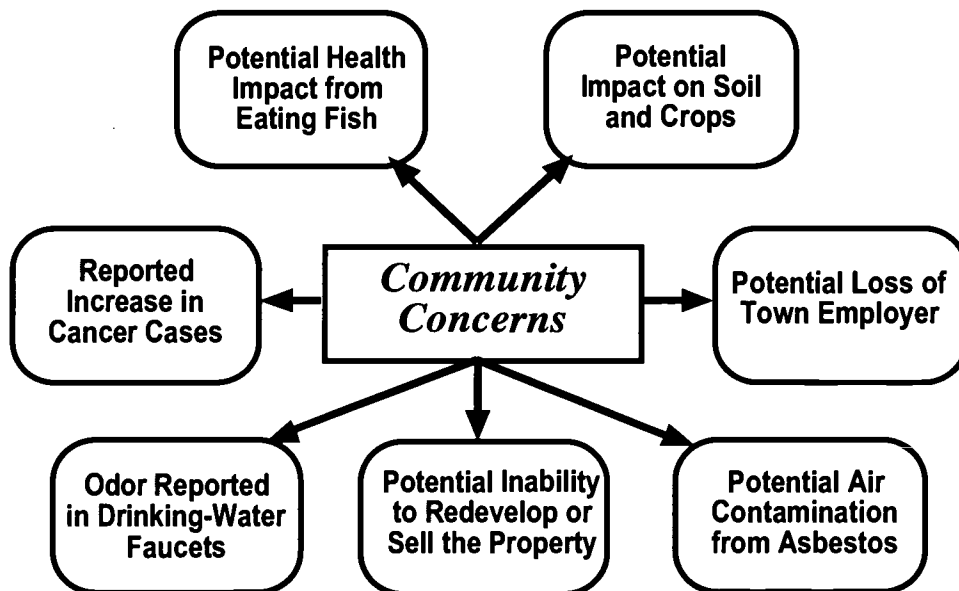 Potential Health
Impact from
Eating Fish
Potential
Impact on Soil
and Crops
Reported
Increase in
Cancer Cases
Community
Concerns
Potential Loss of
Town Employer
Odor Reported
in Drinking-Water
Faucets
Potential Inability
to Redevelop or
Sell the Property
Potential Air
Contamination
from Asbestos